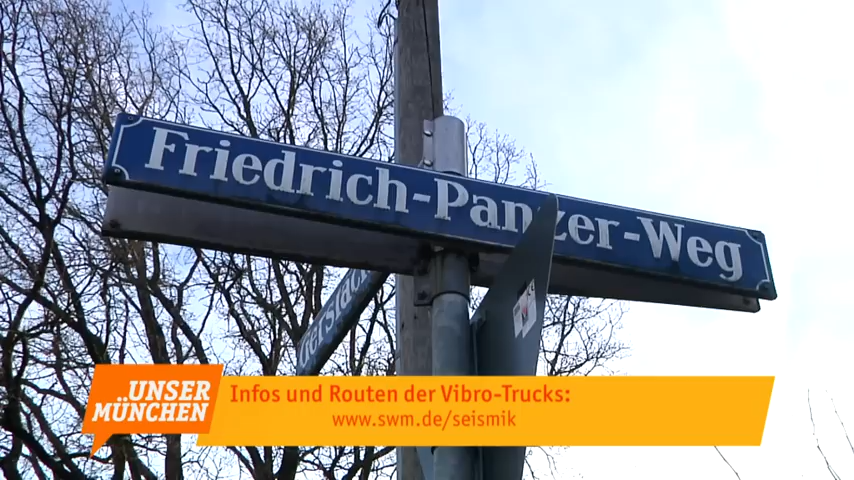 Friedrich-Panzer-Weg
UNSER
MÜNCHEN
Infos und Routen der Vibro-Trucks:
www.swm.de/seismik